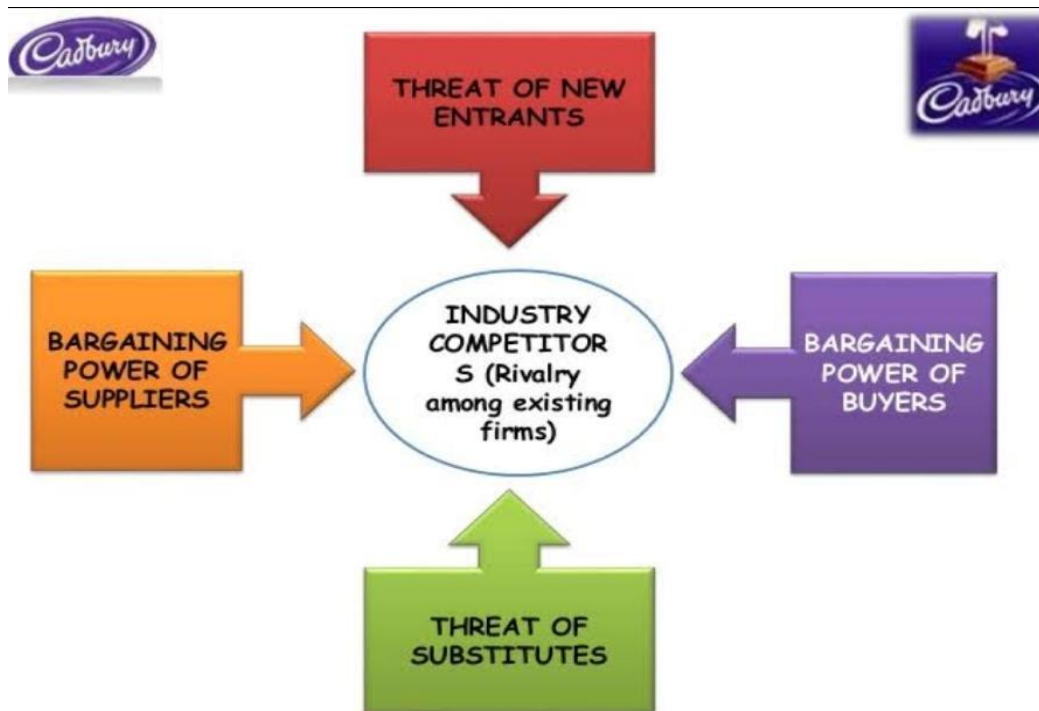 Cadbury
Cadbury
THREAT OF NEW
ENTRANTS
BARGAINING
POWER OF
SUPPLIERS
INDUSTRY
COMPETITOR
S (Rivalry
among existing
firms)
BARGAINING
POWER OF
BUYERS
THREAT OF
SUBSTITUTES